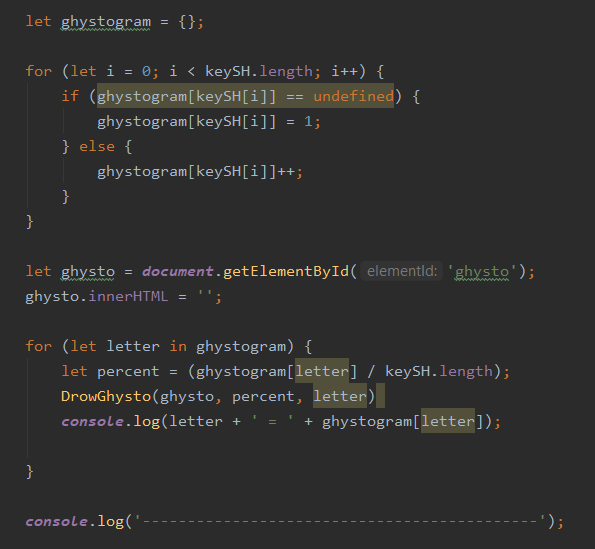 let ghystogram = {};
for (let i = 0; i < keySH.length; i++) {
if (ghystogram[keySH[i]] == undefined) {
ghystogram[keySH[i]] = 1;
} else {
ghystogram[keySH[i]]++;
}
}
let ghysto = document.getElementById( elementId: 'ghysto');
ghysto.innerHTML = '';
for (let letter in ghystogram) {
let percent = (ghystogram[letter] / keySH.length);
DrowGhysto(ghysto, percent, letter)
console.log(letter + ' = ' + ghystogram[letter]);
}
console.log('--------------------------------------------');